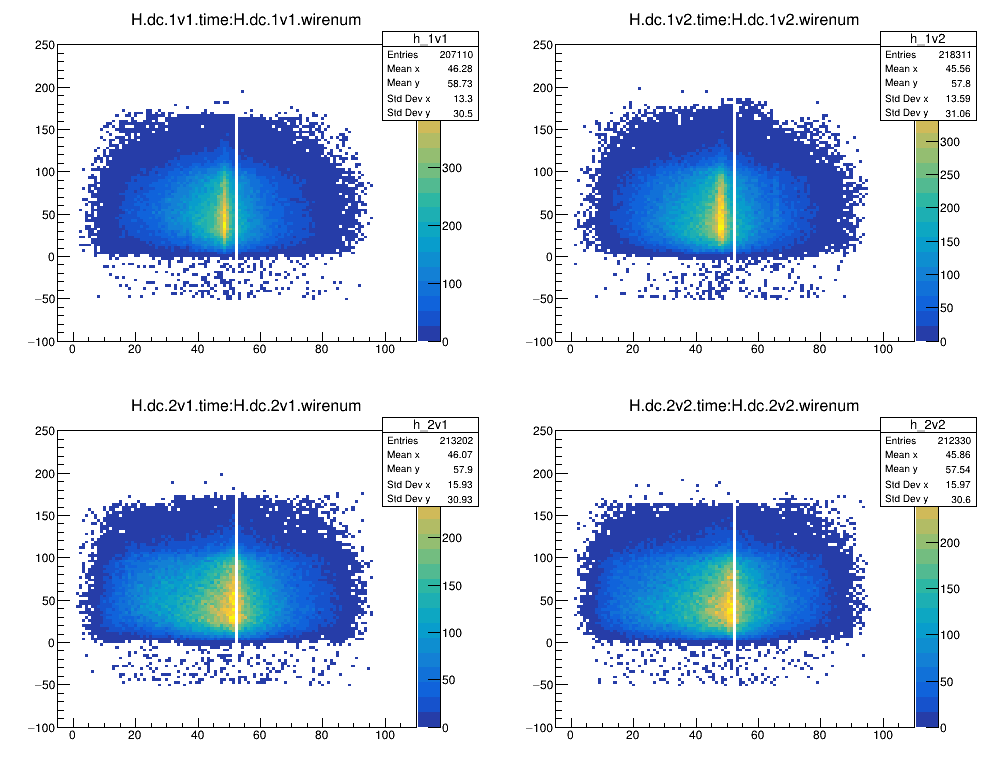 H.dc.1v1.time:H.dc.1v1.wirenum
h_1v1
Entries 207110
Mean x 46.28
Mean y 58.73
Std Dev x 13.3
Std Dev y 30.5
250
200
150
100
50
0
−50
−100
0 20 40 60 80 100
300
200
100
0
H.dc.1v2.time:H.dc.1v2.wirenum
h_1v2
Entries 218311
Mean x 45.56
Mean y 57.8
Std Dev x 13.59
Std Dev y 31.06
250
200
150
100
50
0
−50
−100
0 20 40 60 80 100
300
250
200
150
100
50
0
H.dc.2v1.time:H.dc.2v1.wirenum
h_2v1
Entries 213202
Mean x 46.07
Mean y 57.9
Std Dev x 15.93
Std Dev y 30.93
250
200
150
100
50
0
−50
−100
0 20 40 60 80 100
200
150
100
50
0
H.dc.2v2.time:H.dc.2v2.wirenum
h_2v2
Entries 212330
Mean x 45.86
Mean y 57.54
Std Dev x 15.97
Std Dev y 30.6
250
200
150
100
50
0
−50
−100
0 20 40 60 80 100
200
150
100
50
0